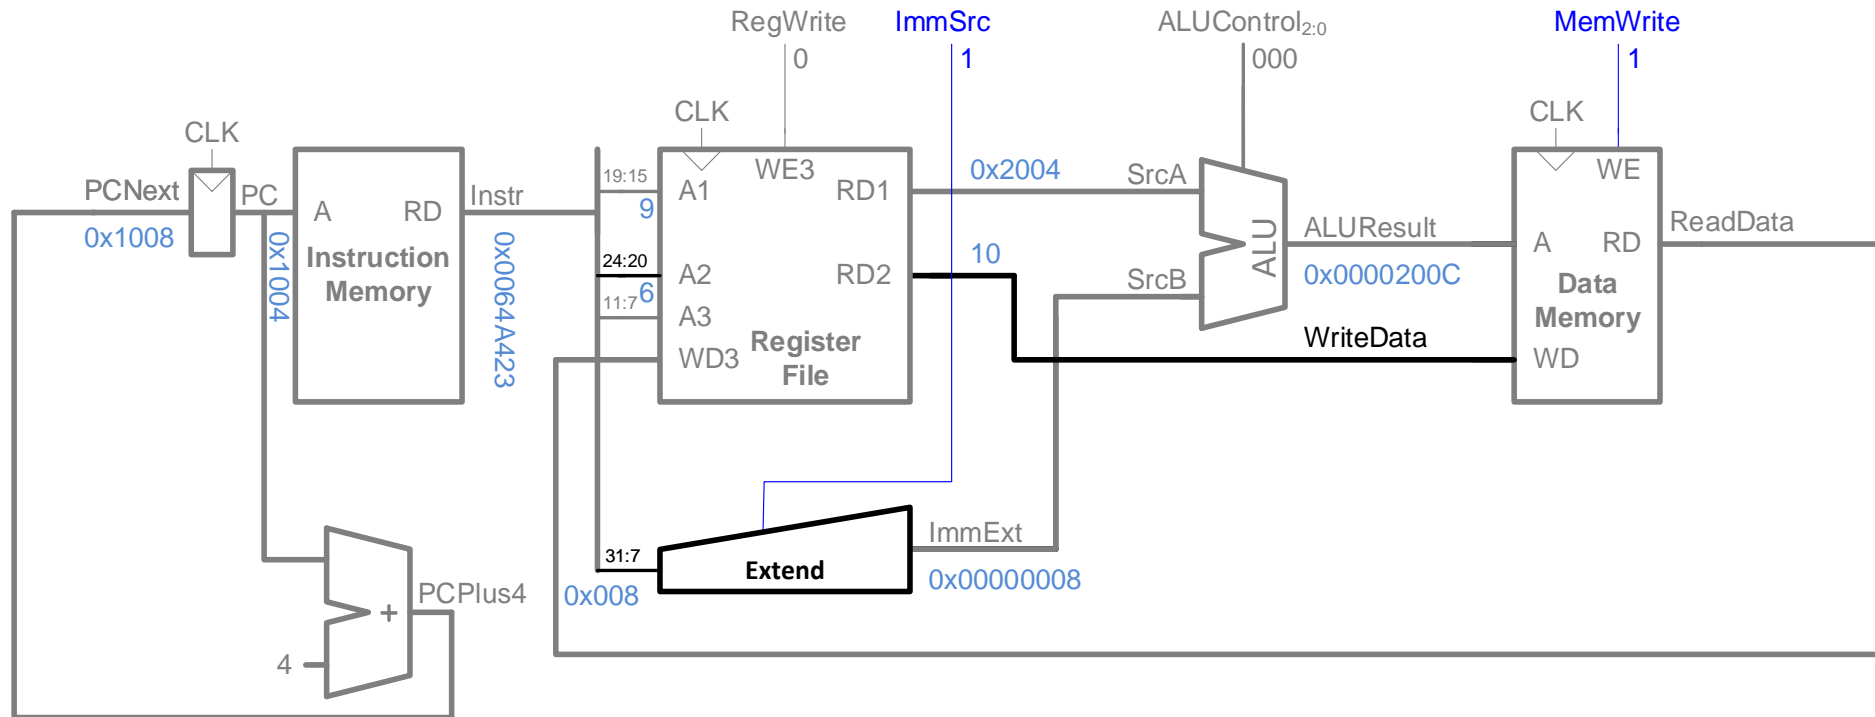 RegWrite
0
ImmSrc
1
ALUControl2:0
000
MemWrite
1
CLK
PCNext
0x1008
PC
0x1004
A
RD
Instruction
Memory
Instr
0x0064A423
CLK
WE3
19:15
9
A1
RD1
24:20
6
A2
RD2
11:7
A3
WD3
Register
File
0x2004
10
SrcA
SrcB
ALU
ALUResult
0x0000200C
WriteData
CLK
WE
A
RD
Data
Memory
WD
ReadData
31:7
0x008
Extend
ImmExt
0x00000008
PCPlus4
+
4